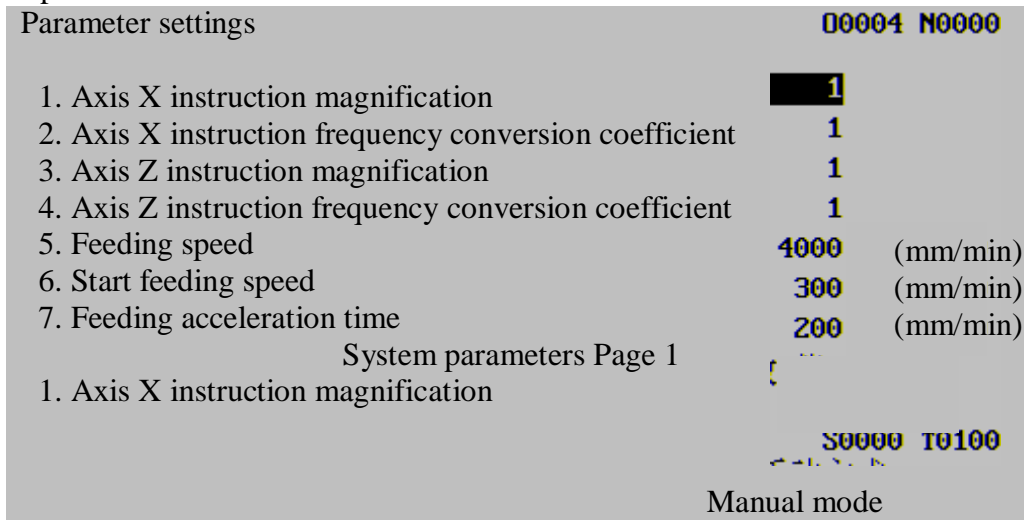 Parameter settings O0004 N0000
1. Axis X instruction magnification 1
2. Axis X instruction frequency conversion coefficient 1
3. Axis Z instruction magnification 1
4. Axis Z instruction frequency conversion coefficient 1
5. Feeding speed 4000 (mm/min)
6. Start feeding speed 300 (mm/min)
7. Feeding acceleration time 200 (mm/min)
System parameters Page 1
1. Axis X instruction magnification
S0000 T0100
Manual mode